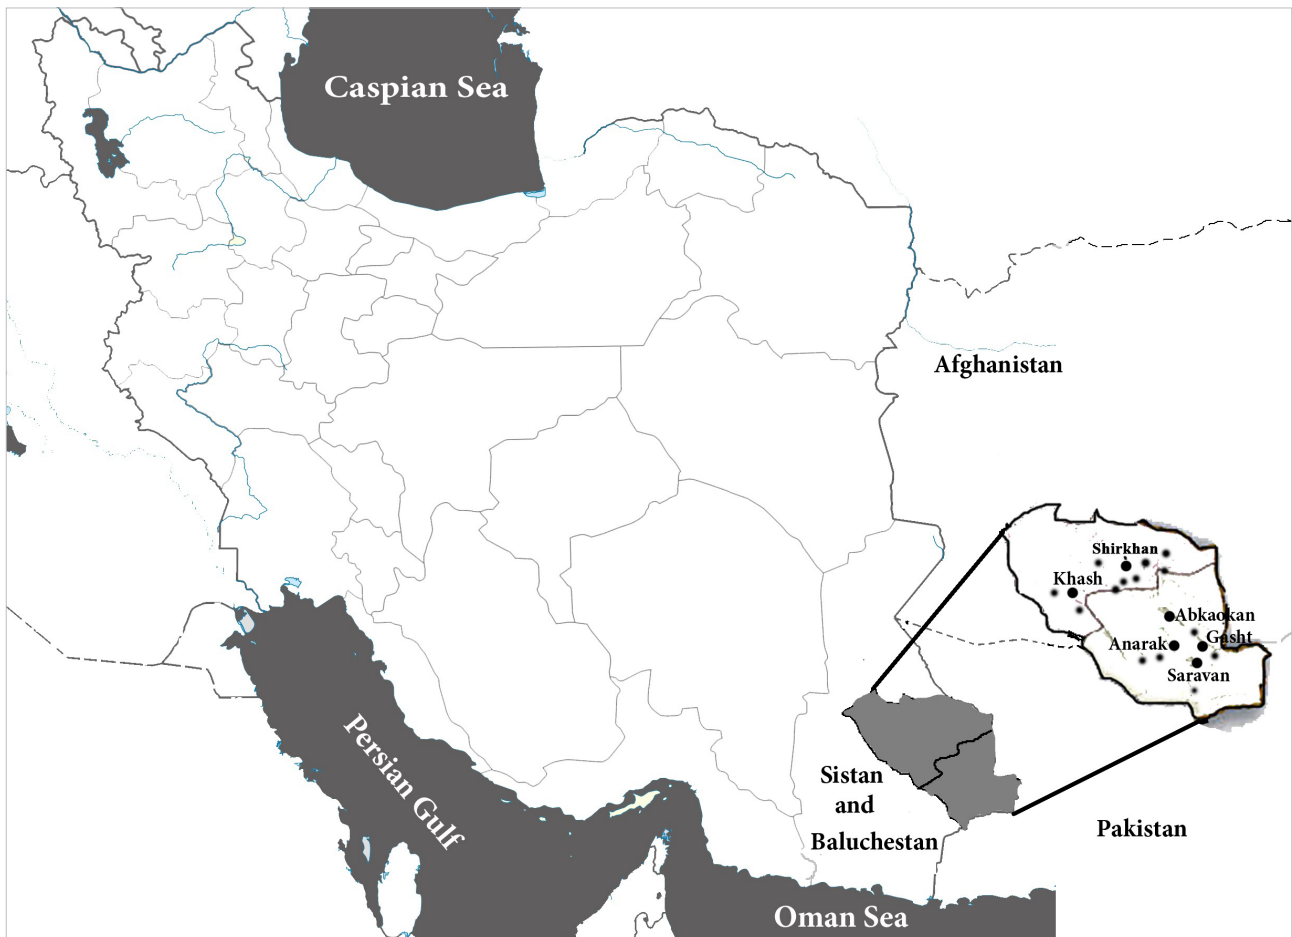 Caspian Sea
Afghanistan
Shirkhan
Khash
Abkaokan
Gasht
Anarak
Saravan
Persian Gulf
Sistan
and
Baluchestan
Pakistan
Oman Sea